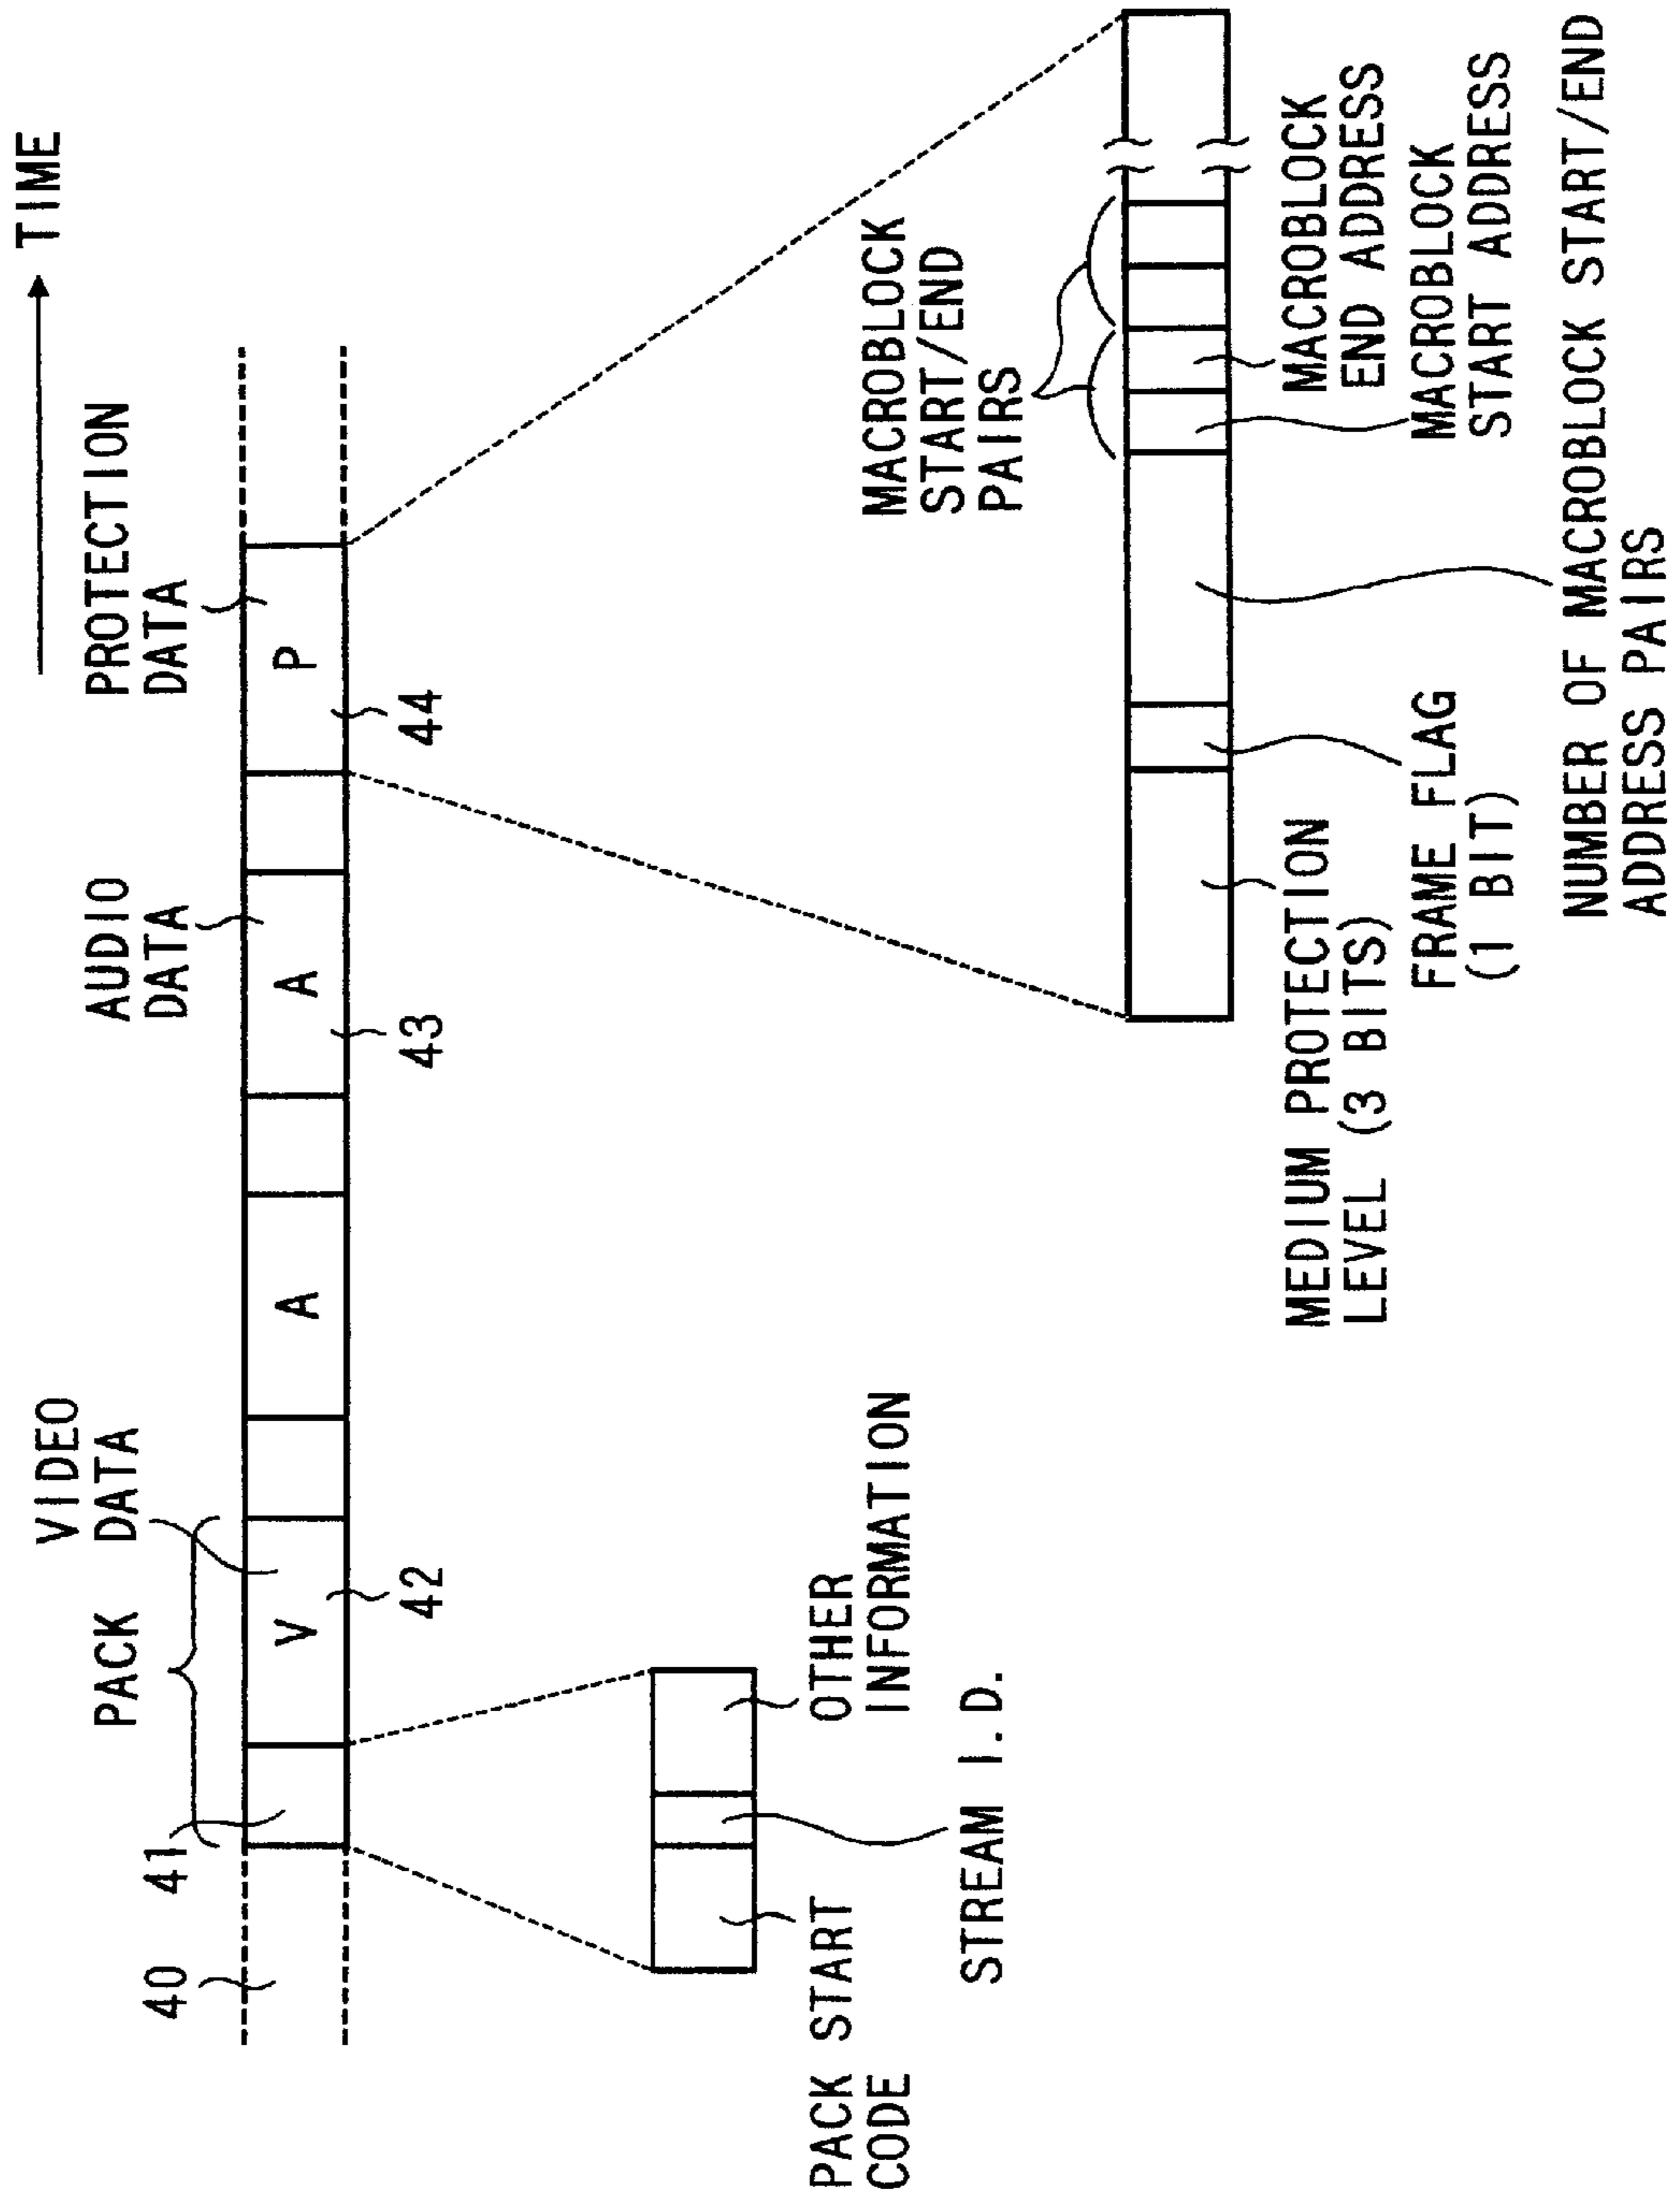 TIME
VIDEO
DATA
PACK
AUDIO
DATA
PROTECTION
DATA
40
41
V
A
A
P
42
43
44
PACK START
CODE
STREAM I.D.
OTHER
INFORMATION
MACROBLOCK
START/END
PAIRS
MEDIUM PROTECTION
LEVEL (3 BITS)
FRAME FLAG
(1 BIT)
MACROBLOCK
END ADDRESS
MACROBLOCK
START ADDRESS
NUMBER OF MACROBLOCK START/END
ADDRESS PAIRS